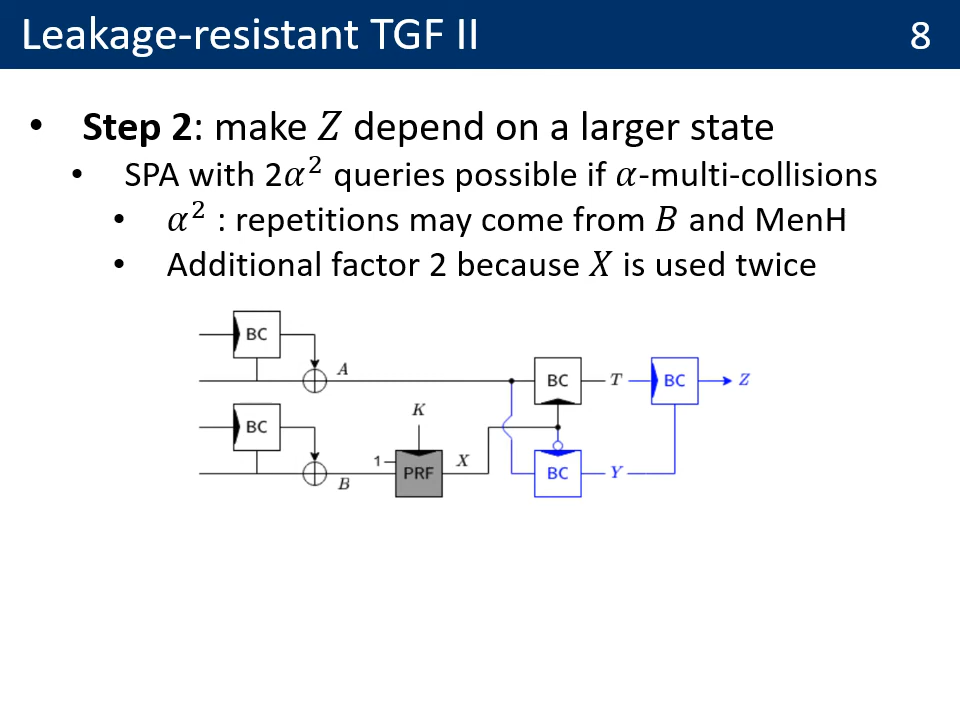 Leakage-resistant TGF II
8
• Step 2: make 𝑍 depend on a larger state
• SPA with 2𝛼² queries possible if 𝛼-multi-collisions
• 𝛼² : repetitions may come from 𝐵 and MenH
• Additional factor 2 because 𝑋 is used twice
BC
A
BC
T
BC
Z
K
BC
1
PRF
X
BC
Y
B